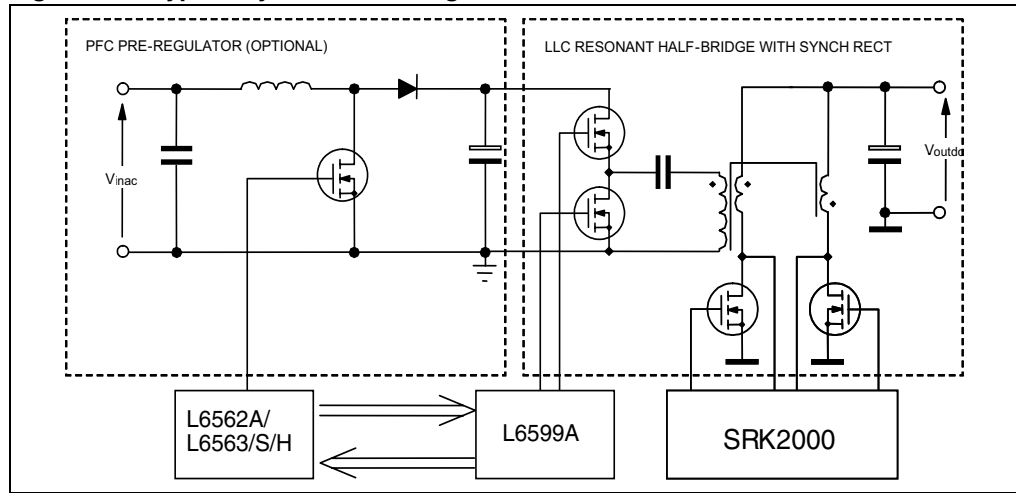 PFC PRE-REGULATOR (OPTIONAL)
LLC RESONANT HALF-BRIDGE WITH SYNCH RECT
Vinac
Voutdc
L6562A/
L6563/S/H
L6599A
SRK2000